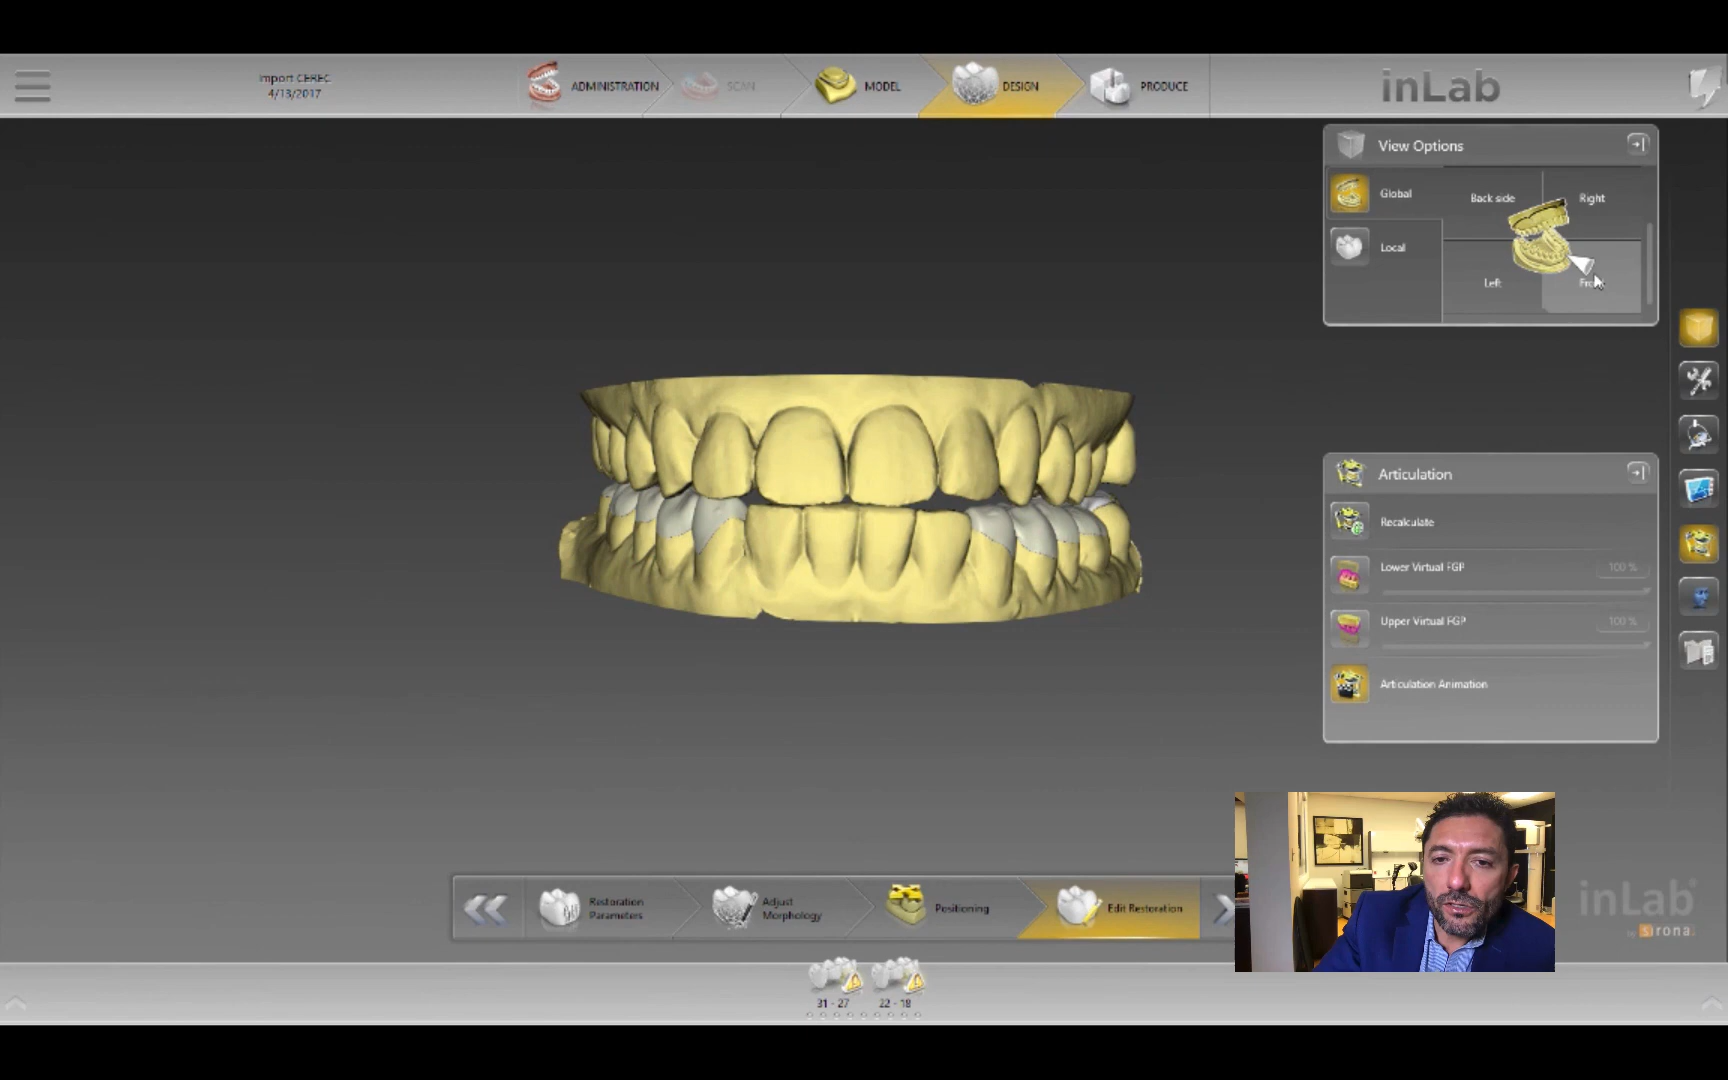 Import CEREC
4/13/2017
ADMINISTRATION
SCAN
MODEL
DESIGN
PRODUCE
inLab
View Options
Global
Back side
Right
Local
Left
Articulation
Recalculate
Lower Virtual FGP
100 %
Upper Virtual FGP
100 %
Articulation Animation
Restoration
Parameters
Adjust
Morphology
Positioning
Edit Restoration
inLab
by sirona
31 - 27
22 - 18